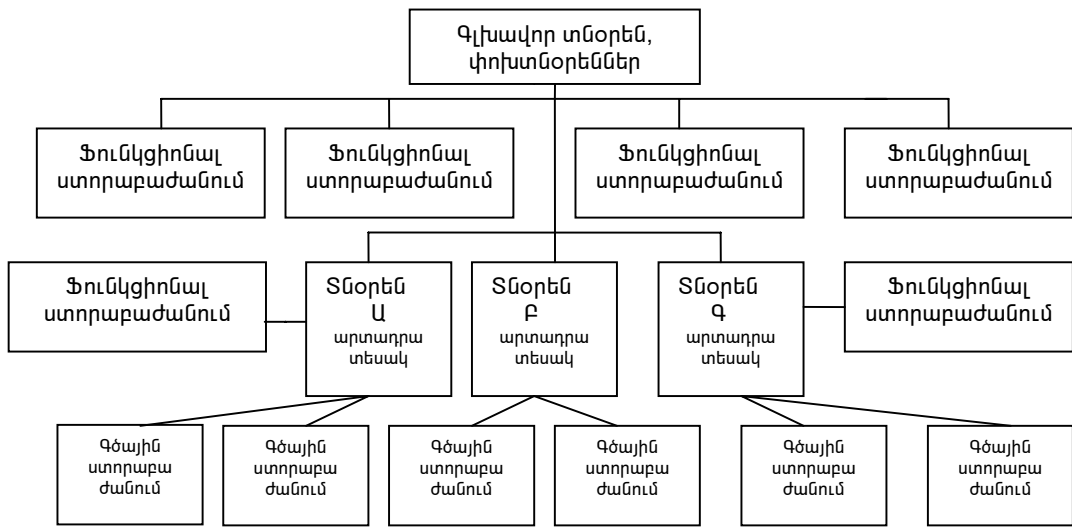 Գլխավոր տնօրեն,
փոխտնօրեններ
Ֆունկցիոնալ
ստորաբաժանում
Ֆունկցիոնալ
ստորաբաժանում
Ֆունկցիոնալ
ստորաբաժանում
Ֆունկցիոնալ
ստորաբաժանում
Ֆունկցիոնալ
ստորաբաժանում
Տնօրեն
Ա
արտադրա
տեսակ
Տնօրեն
Բ
արտադրա
տեսակ
Տնօրեն
Գ
արտադրա
տեսակ
Ֆունկցիոնալ
ստորաբաժանում
Գծային
ստորաբա
ժանում
Գծային
ստորաբա
ժանում
Գծային
ստորաբա
ժանում
Գծային
ստորաբա
ժանում
Գծային
ստորաբա
ժանում
Գծային
ստորաբա
ժանում